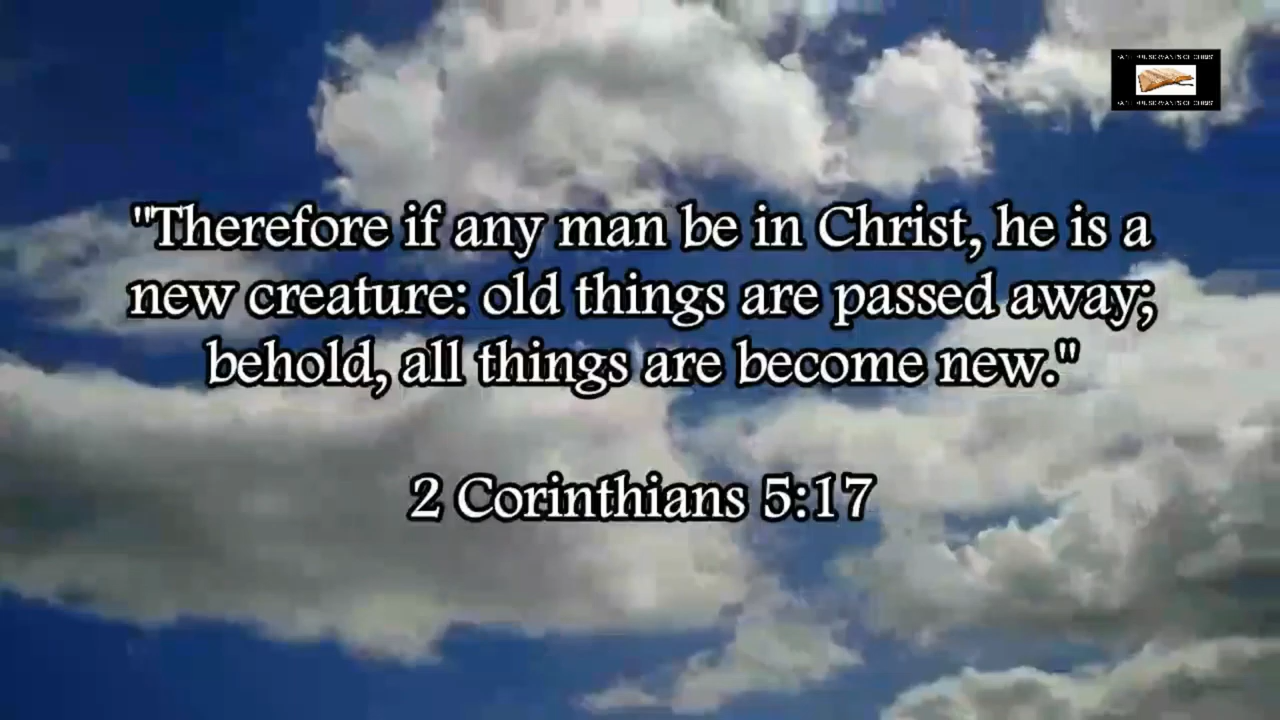 "Therefore if any man be in Christ, he is a
new creature: old things are passed away;
behold, all things are become new."
2 Corinthians 5:17